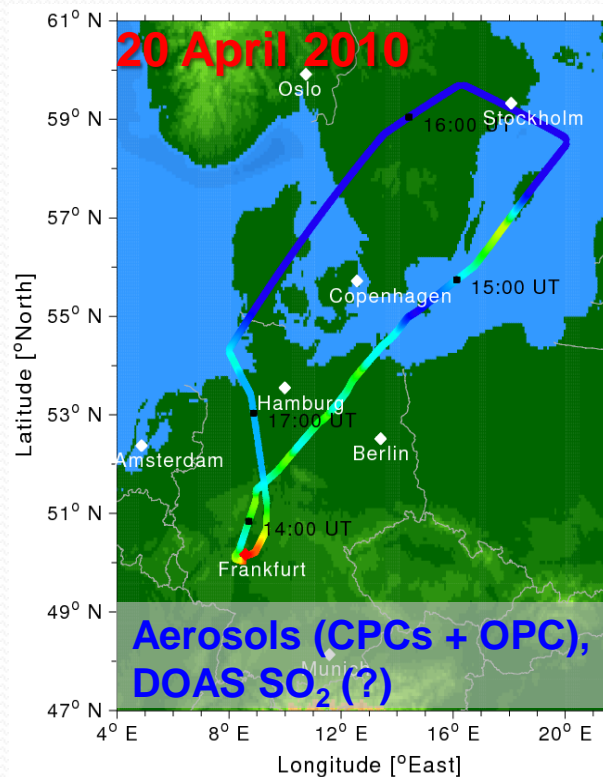 20 April 2010
61° N
Oslo
59° N
Stockholm
16:00 UT
57° N
Copenhagen
15:00 UT
55° N
Hamburg
53° N
17:00 UT
Amsterdam
Berlin
51° N
14:00 UT
Frankfurt
49° N
Aerosols (CPCs + OPC),
DOAS SO₂ (?)
Munich
47° N
4° E
8° E
12° E
16° E
20° E
Longitude [°East]
Latitude [°North]